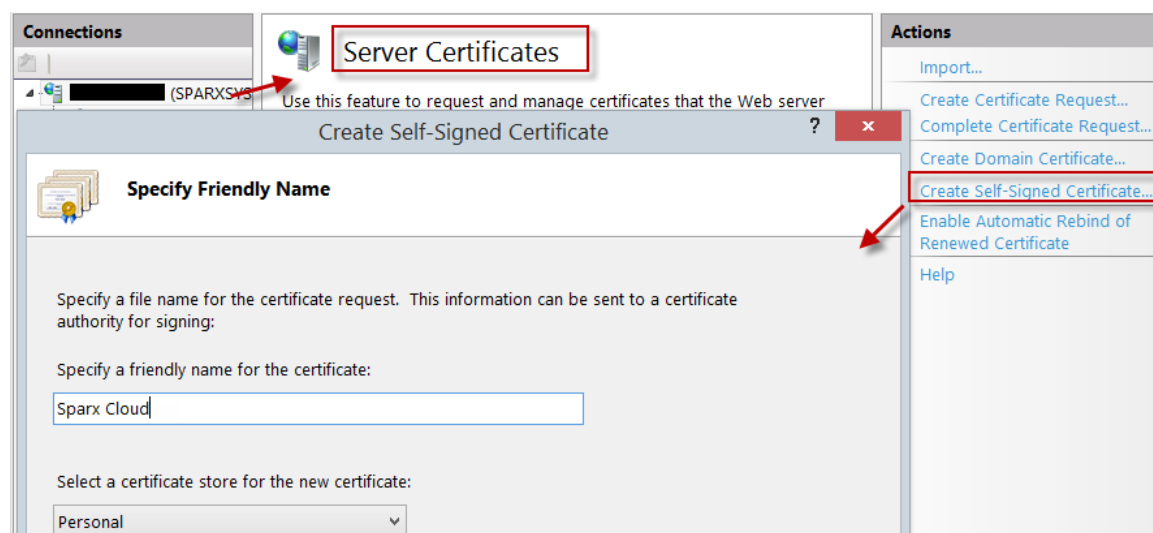 Connections
(SPARXSYS
Server Certificates
Use this feature to request and manage certificates that the Web server
Actions
Import...
Create Certificate Request...
Complete Certificate Request...
Create Domain Certificate...
Create Self-Signed Certificate...
Enable Automatic Rebind of
Renewed Certificate
Help
Create Self-Signed Certificate
?
x
Specify Friendly Name
Specify a file name for the certificate request. This information can be sent to a certificate
authority for signing:
Specify a friendly name for the certificate:
Sparx Cloud
Select a certificate store for the new certificate:
Personal